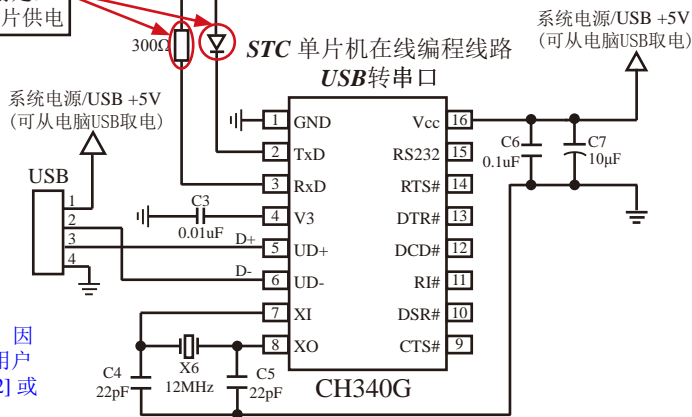 片供电
300Ω
STC 单片机在线编程线路
USB转串口
系统电源/USB +5V
(可从电脑USB取电)
系统电源/USB +5V
(可从电脑USB取电)
USB
1
2
3
4
1 GND
2 TxD
3 RxD
4 V3
5 UD+
6 UD-
7 XI
8 XO
Vcc 16
RS232 15
RTS# 14
DTR# 13
DCD# 12
RI# 11
DSR# 10
CTS# 9
C3
0.01uF
D+
D-
C6
0.1uF
C7
10μF
C4
22pF
X6
12MHz
C5
22pF
CH340G
因
用户
2] 或